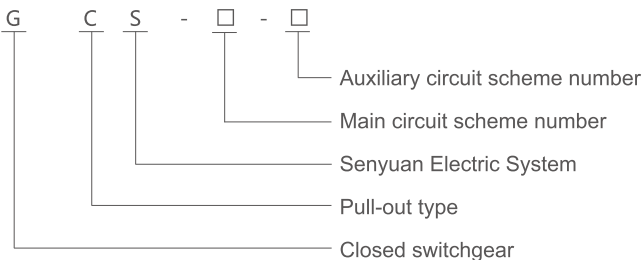 G C S - □ - □
Auxiliary circuit scheme number
Main circuit scheme number
Senyuan Electric System
Pull-out type
Closed switchgear